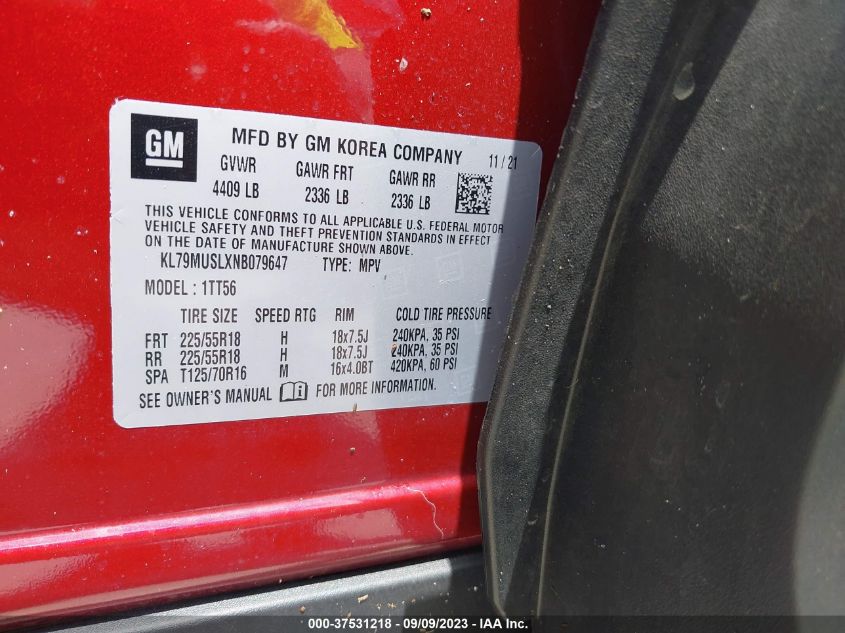 GM
MFD BY GM KOREA COMPANY 11/21
GVWR GAWR FRT GAWR RR
4409 LB 2336 LB 2336 LB
THIS VEHICLE CONFORMS TO ALL APPLICABLE U.S. FEDERAL MOTOR
VEHICLE SAFETY AND THEFT PREVENTION STANDARDS IN EFFECT
ON THE DATE OF MANUFACTURE SHOWN ABOVE.
KL79MUSLXNB079647 TYPE: MPV
MODEL : 1TT56
TIRE SIZE SPEED RTG RIM COLD TIRE PRESSURE
FRT 225/55R18 H 18x7.5J 240KPA, 35 PSI
RR 225/55R18 H 18x7.5J 240KPA, 35 PSI
SPA T125/70R16 M 16x4.0BT 420KPA, 60 PSI
SEE OWNER'S MANUAL i FOR MORE INFORMATION.
000-37531218 - 09/09/2023 - IAA Inc.